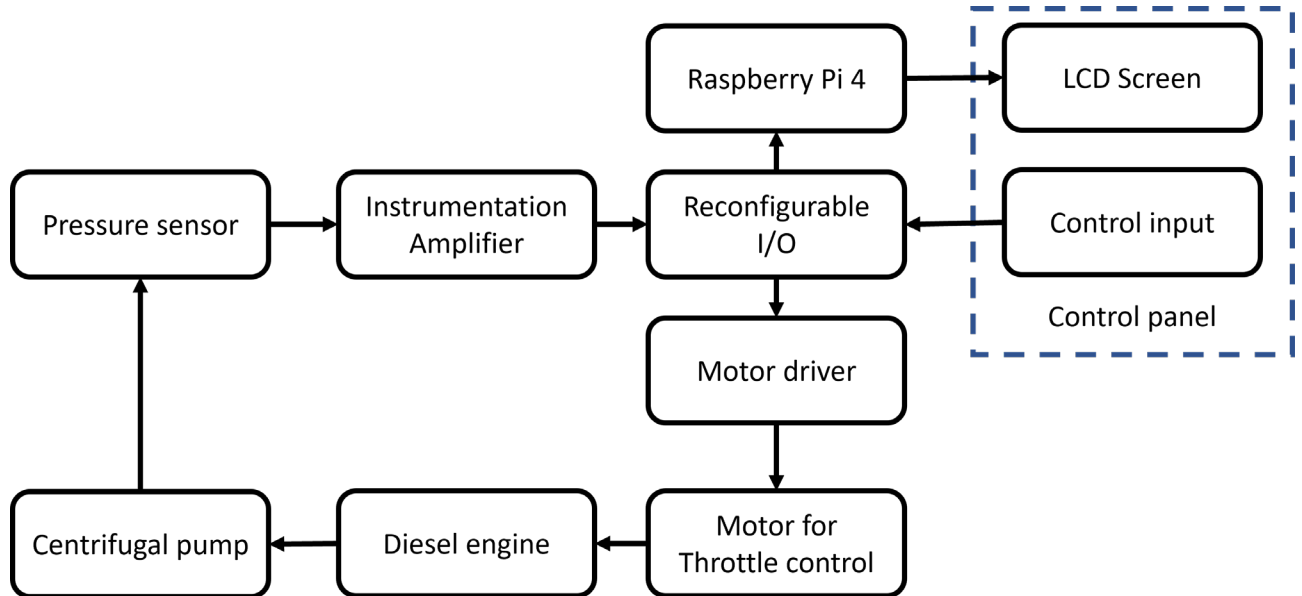 Raspberry Pi 4
LCD Screen
Pressure sensor
Instrumentation
Amplifier
Reconfigurable
I/O
Control input
Control panel
Motor driver
Centrifugal pump
Diesel engine
Motor for
Throttle control